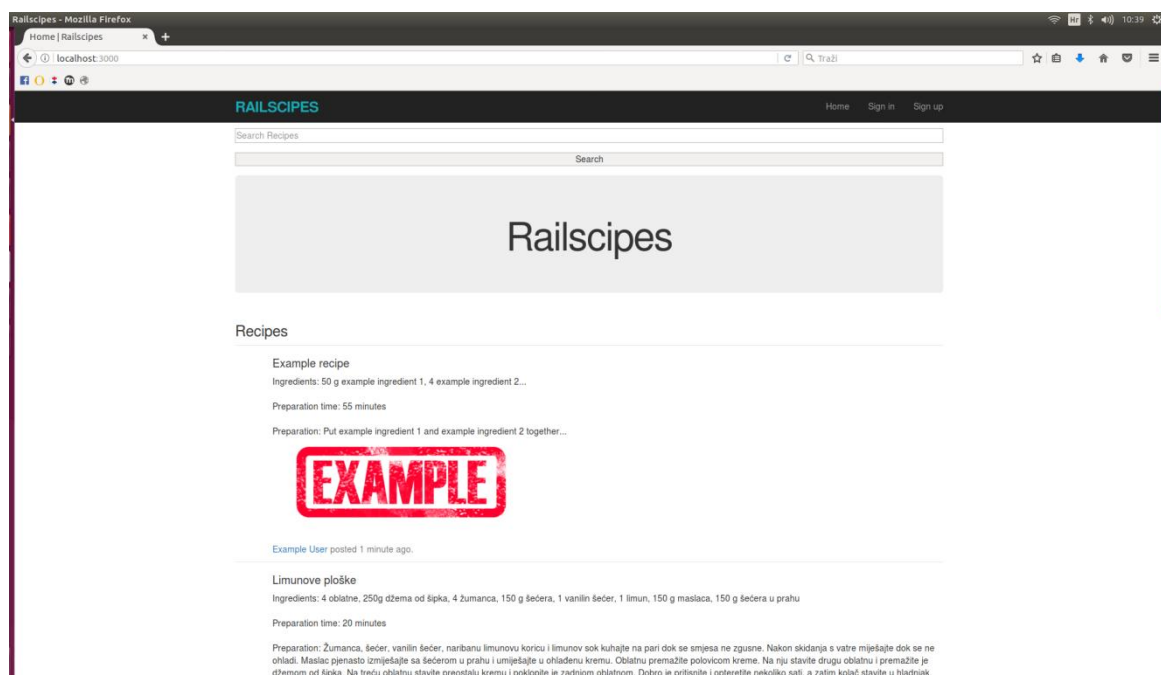 Railscipes - Mozilla Firefox
Hr 10:39
Home | Railscipes × +
localhost:3000
Traži
RAILSCIPES
Home Sign in Sign up
Search Recipes
Search
Railscipes
Recipes
Example recipe
Ingredients: 50 g example ingredient 1, 4 example ingredient 2...
Preparation time: 55 minutes
Preparation: Put example ingredient 1 and example ingredient 2 together...
EXAMPLE
Example User posted 1 minute ago.
Limunove ploške
Ingredients: 4 oblatne, 250g džema od šipka, 4 žumanca, 150 g šećera, 1 vanilin šećer, 1 limun, 150 g maslaca, 150 g šećera u prahu
Preparation time: 20 minutes
Preparation: Žumanca, šećer, vanilin šećer, naribanu limunovu koricu i limunov sok kuhajte na pari dok se smjesa ne zgusne. Nakon skidanja s vatre miješajte dok se ne
ohladi. Maslac pjenasto izmiješajte sa šećerom u prahu i umiješajte u ohlađenu kremu. Oblatnu premažite polovicom kreme. Na nju stavite drugu oblatnu i premažite je
džemom od šipka. Na treću oblatnu stavite preostalu kremu i poklopite je zadnjom oblatnom. Dobro je pritisnite i opteretite nekoliko sati, a zatim kolač stavite u hladnjak